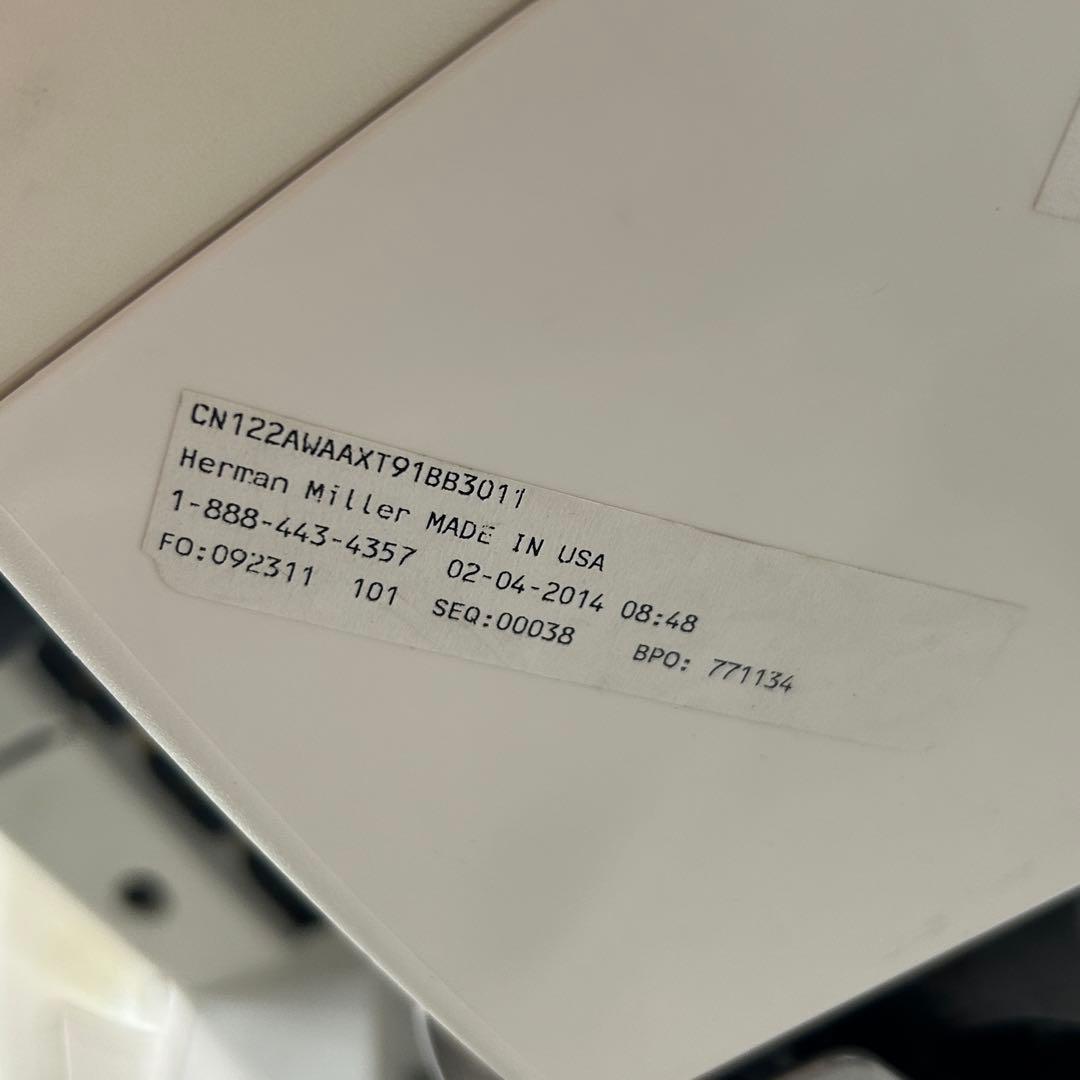 CN122AWAAXT91BB3011
Herman Miller MADE IN USA
1-888-443-4357 02-04-2014 08:48
FO:092311 101 SEQ:00038 BPO: 771134